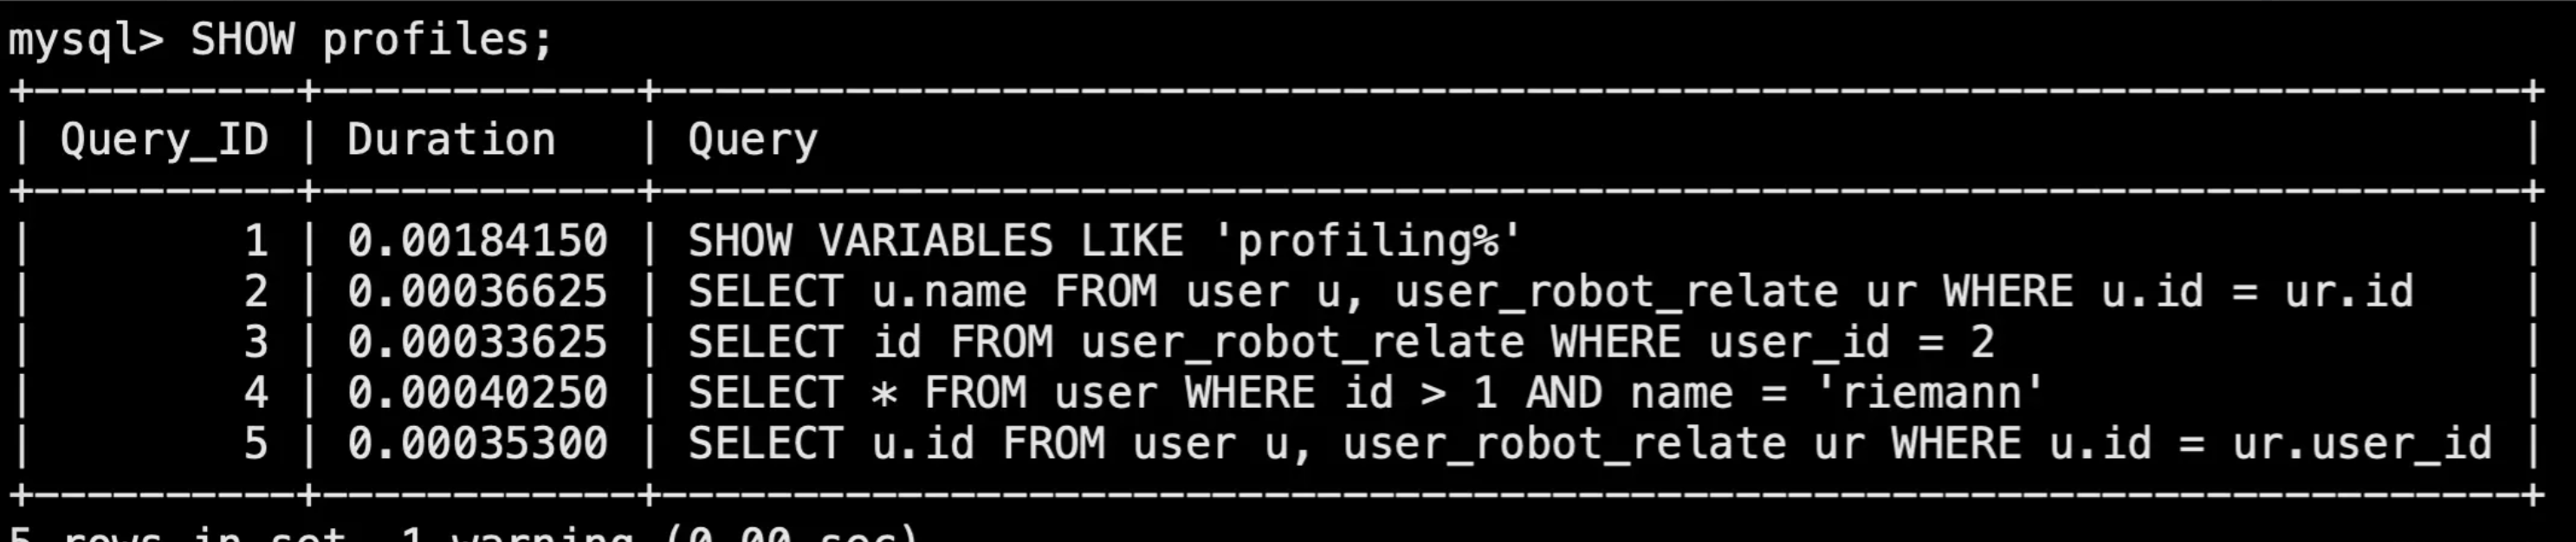 mysql> SHOW profiles;
+----------+------------+-----------------------------------------------------------------------+
| Query_ID | Duration   | Query                                                                 |
+----------+------------+-----------------------------------------------------------------------+
|        1 | 0.00184150 | SHOW VARIABLES LIKE 'profiling%'                                      |
|        2 | 0.00036625 | SELECT u.name FROM user u, user_robot_relate ur WHERE u.id = ur.id    |
|        3 | 0.00033625 | SELECT id FROM user_robot_relate WHERE user_id = 2                    |
|        4 | 0.00040250 | SELECT * FROM user WHERE id > 1 AND name = 'riemann'                  |
|        5 | 0.00035300 | SELECT u.id FROM user u, user_robot_relate ur WHERE u.id = ur.user_id |
+----------+------------+-----------------------------------------------------------------------+
5 rows in set, 1 warning (0.00 sec)